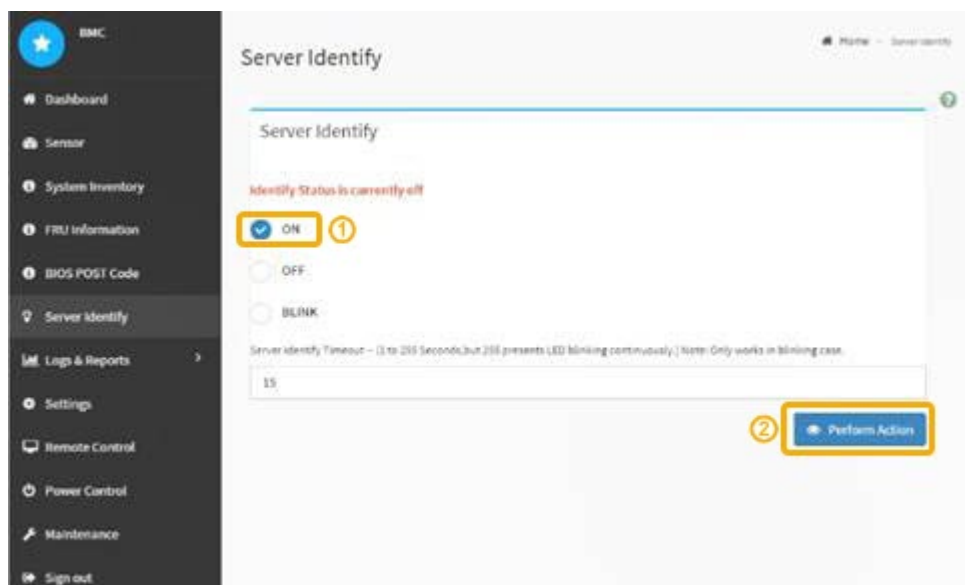 BMC
Dashboard
Sensor
System Inventory
FRU Information
BIOS POST Code
Server Identify
Logs & Reports
Settings
Remote Control
Power Control
Maintenance
Sign out
Server Identify
Home - Server Identify
Server Identify
Identify Status is currently off
ON 1
OFF
BLINK
Server Identify Timeout -- (1 to 255 Seconds,but 255 presents LED blinking continuously.) Note: Only works in blinking case.
15
2 Perform Action